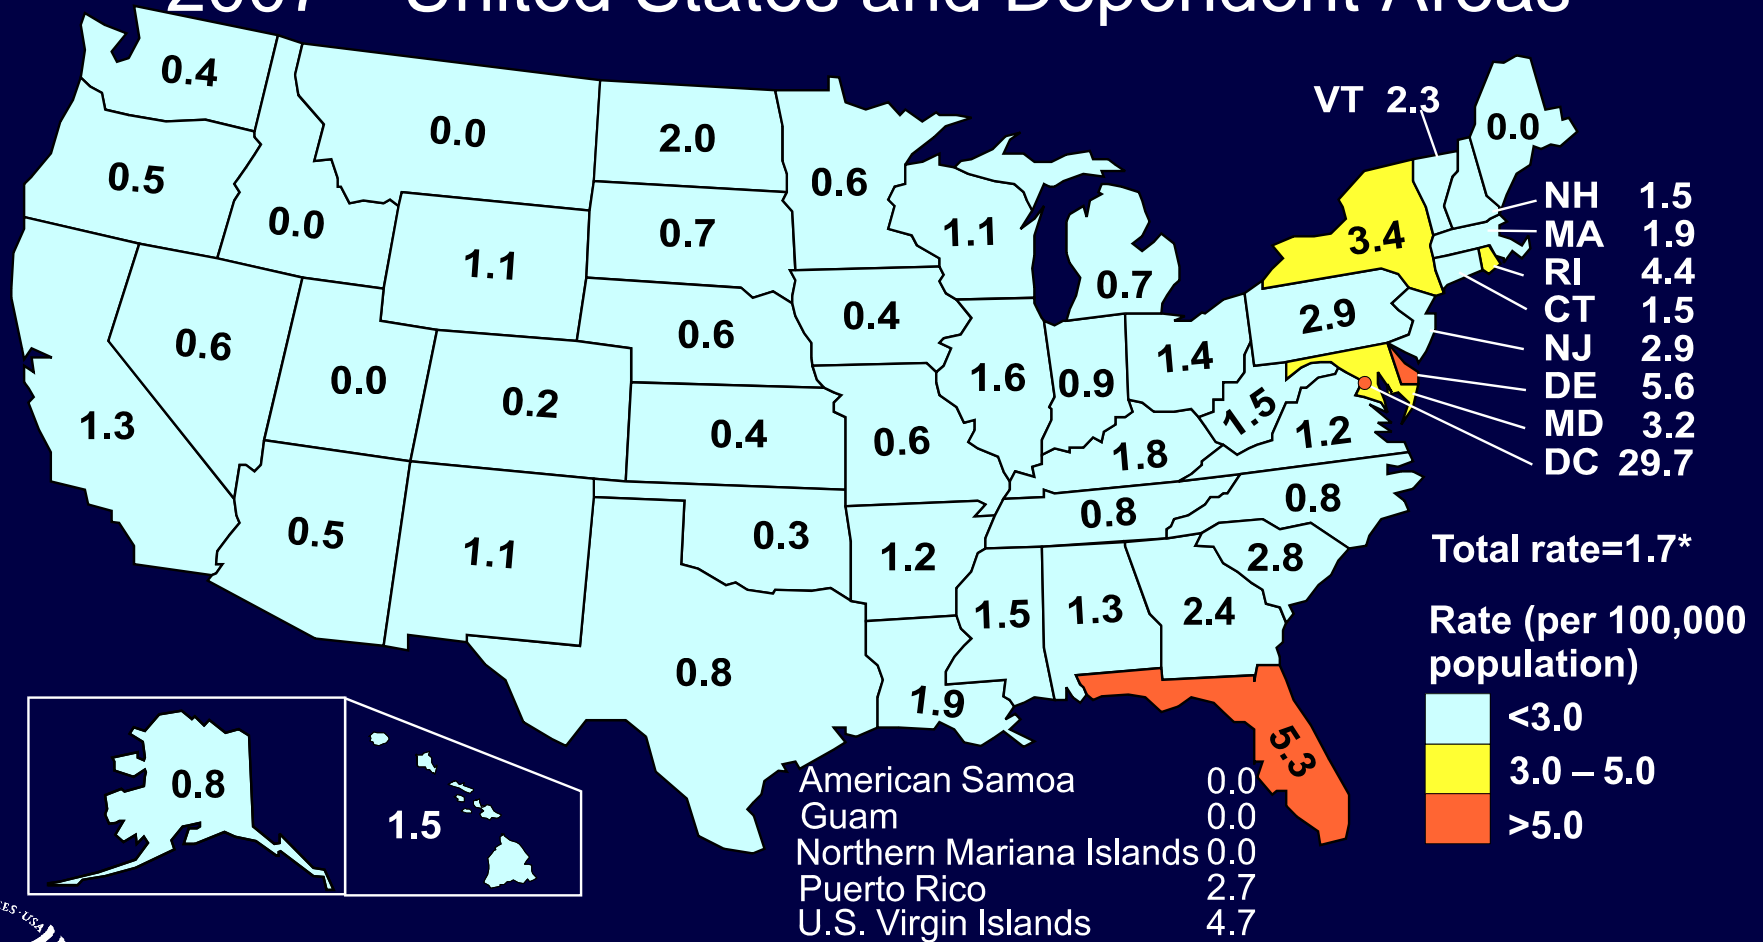 2007 United States and Dependent Areas
0.4
0.0
2.0
VT 2.3
0.0
0.5
0.0
0.6
NH 1.5
1.1
0.7
1.1
3.4
MA 1.9
RI 4.4
0.7
CT 1.5
0.6
0.6
0.4
2.9
NJ 2.9
1.4
0.0
0.2
1.6
0.9
DE 5.6
1.3
0.4
0.6
1.5
1.2
MD 3.2
1.8
DC 29.7
0.5
1.1
0.3
0.8
0.8
1.2
2.8
Total rate=1.7*
1.5
1.3
2.4
Rate (per 100,000
population)
0.8
1.9
5.3
<3.0
3.0 – 5.0
>5.0
0.8
1.5
American Samoa 0.0
Guam 0.0
Northern Mariana Islands 0.0
Puerto Rico 2.7
U.S. Virgin Islands 4.7